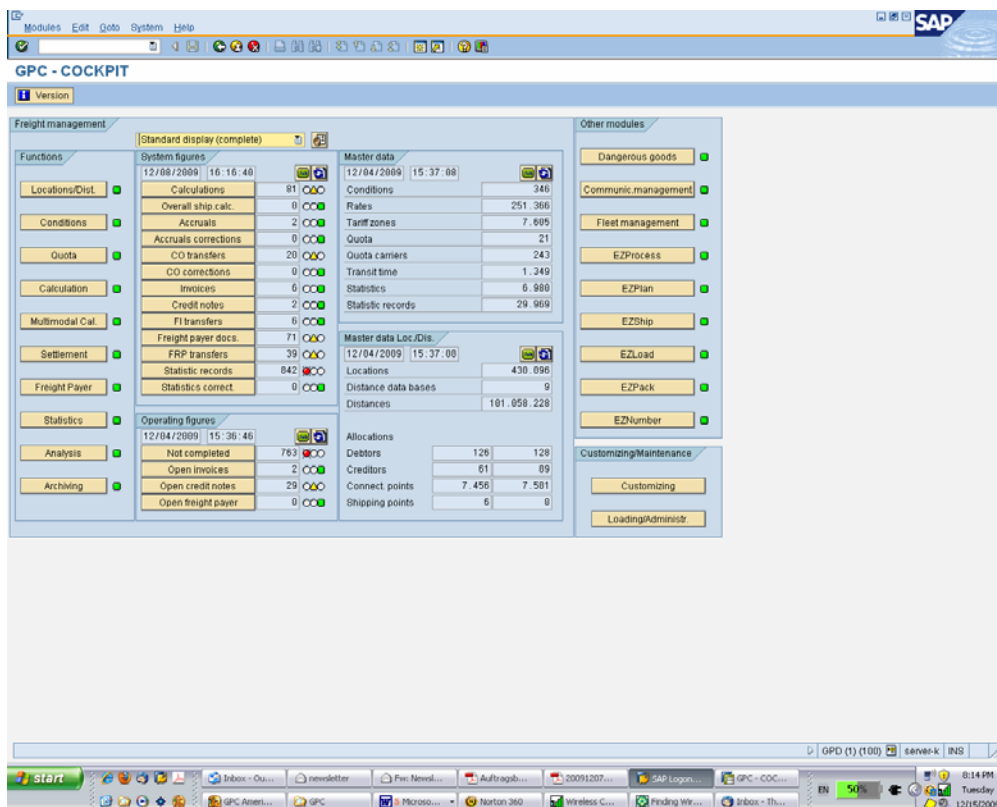 Modules Edit Goto System Help
SAP
GPC - COCKPIT
Version
Freight management
Standard display (complete)
Functions
Locations/Dist.
Conditions
Quota
Calculation
Multimodal Cal.
Settlement
Freight Payer
Statistics
Analysis
Archiving
System figures
12/08/2009 16:16:40
Calculations 81
Overall ship.calc. 0
Accruals 2
Accruals corrections 0
CO transfers 20
CO corrections 0
Invoices 6
Credit notes 2
FI transfers 6
Freight payer docs. 71
FRP transfers 39
Statistic records 842
Statistics correct. 0
Operating figures
12/04/2009 15:36:46
Not completed 763
Open invoices 2
Open credit notes 29
Open freight payer 0
Master data
12/04/2009 15:37:08
Conditions 346
Rates 251.366
Tariff zones 7.605
Quota 21
Quota carriers 243
Transit time 1.349
Statistics 6.980
Statistic records 29.969
Master data Loc./Dis.
12/04/2009 15:37:08
Locations 430.096
Distance data bases 9
Distances 101.058.228
Allocations
Debtors 126 128
Creditors 61 89
Connect. points 7.456 7.501
Shipping points 6 8
Other modules
Dangerous goods
Communic.management
Fleet management
EZProcess
EZPlan
EZShip
EZLoad
EZPack
EZNumber
Customizing/Maintenance
Customizing
Loading/Administr.
GPD (1) (100) server-k INS
start
Inbox - Ou...
newsletter
Fw: Newsl...
Auftragsb...
20091207...
SAP Logon...
GPC - COC...
8:14 PM
EN
50%
Tuesday
GPC Ameri...
GPC
5 Microso...
Norton 360
Wireless C...
Finding Wir...
Inbox - Th...
12/15/2009